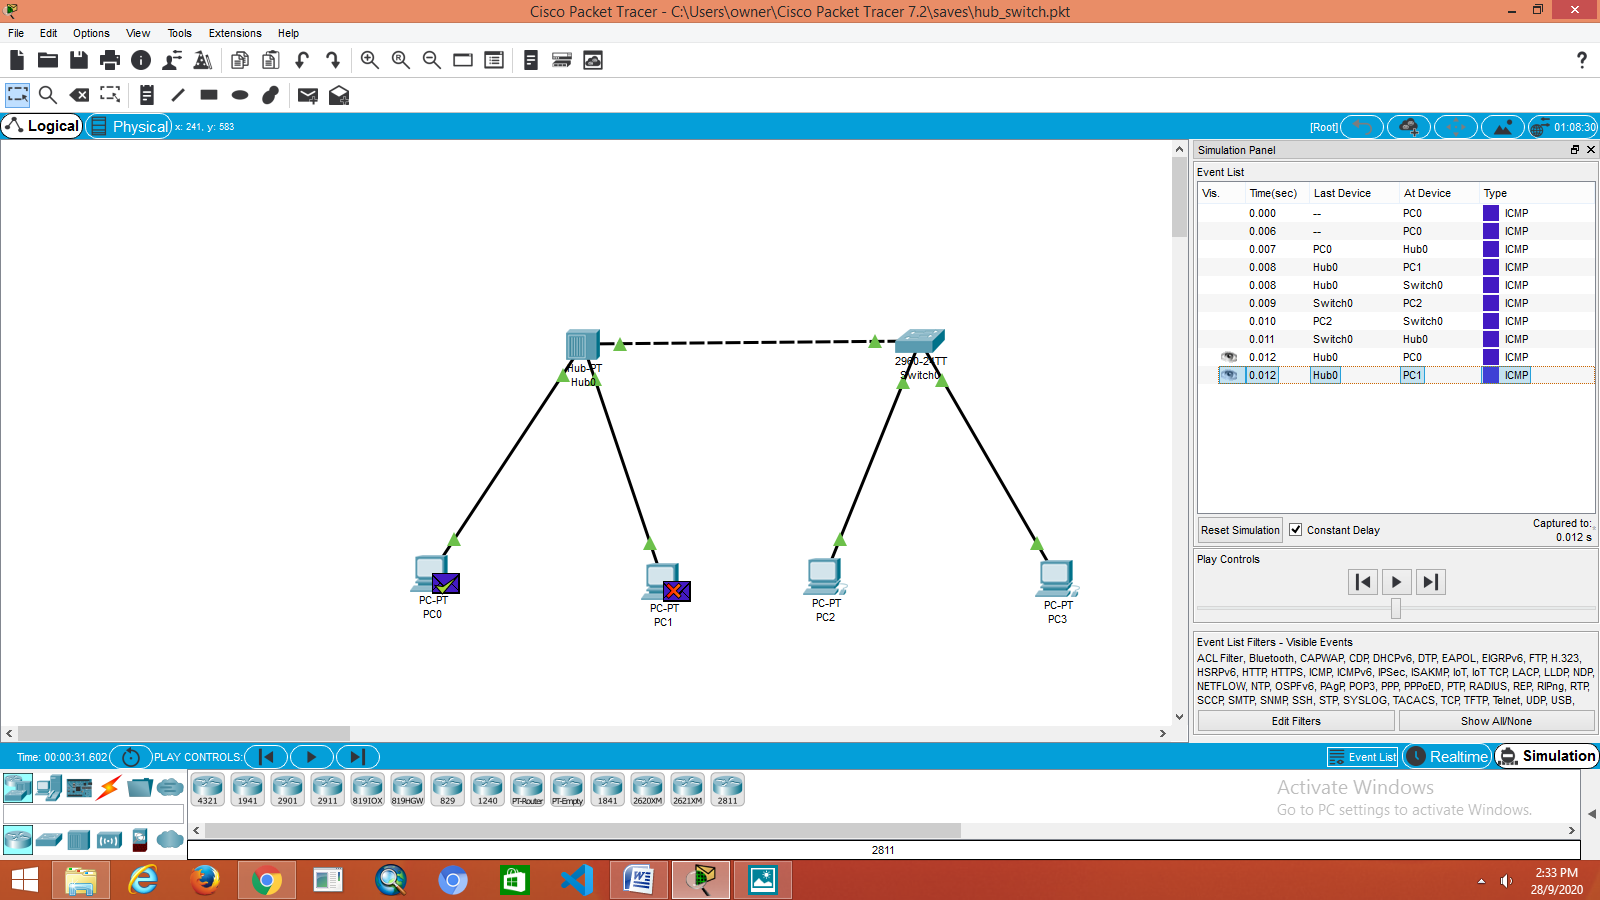 Cisco Packet Tracer - C:\Users\owner\Cisco Packet Tracer 7.2\saves\hub_switch.pkt
File Edit Options View Tools Extensions Help
?
Logical Physical x: 241, y: 583 [Root] 01:08:30
Simulation Panel
Event List
Vis. Time(sec) Last Device At Device Type
0.000 -- PC0 ICMP
0.006 -- PC0 ICMP
0.007 PC0 Hub0 ICMP
0.008 Hub0 PC1 ICMP
0.008 Hub0 Switch0 ICMP
0.009 Switch0 PC2 ICMP
0.010 PC2 Switch0 ICMP
0.011 Switch0 Hub0 ICMP
0.012 Hub0 PC0 ICMP
0.012 Hub0 PC1 ICMP
Hub-PT
Hub0
2960-24TT
Switch0
PC-PT
PC0
PC-PT
PC1
PC-PT
PC2
PC-PT
PC3
Reset Simulation Constant Delay Captured to:
0.012 s
Play Controls
Event List Filters - Visible Events
ACL Filter, Bluetooth, CAPWAP, CDP, DHCPv6, DTP, EAPOL, EIGRPv6, FTP, H.323,
HSRPv6, HTTP, HTTPS, ICMP, ICMPv6, IPSec, ISAKMP, IoT, IoT TCP, LACP, LLDP, NDP,
NETFLOW, NTP, OSPFv6, PAgP, POP3, PPP, PPPoED, PTP, RADIUS, REP, RIPng, RTP,
SCCP, SMTP, SNMP, SSH, STP, SYSLOG, TACACS, TCP, TFTP, Telnet, UDP, USB,
Edit Filters Show All/None
Time: 00:00:31.602 PLAY CONTROLS: Event List Realtime Simulation
4321 1941 2901 2911 819IOX 819HGW 829 1240 PT-Router PT-Empty 1841 2620XM 2621XM 2811
Activate Windows
Go to PC settings to activate Windows.
2811
2:33 PM
28/9/2020